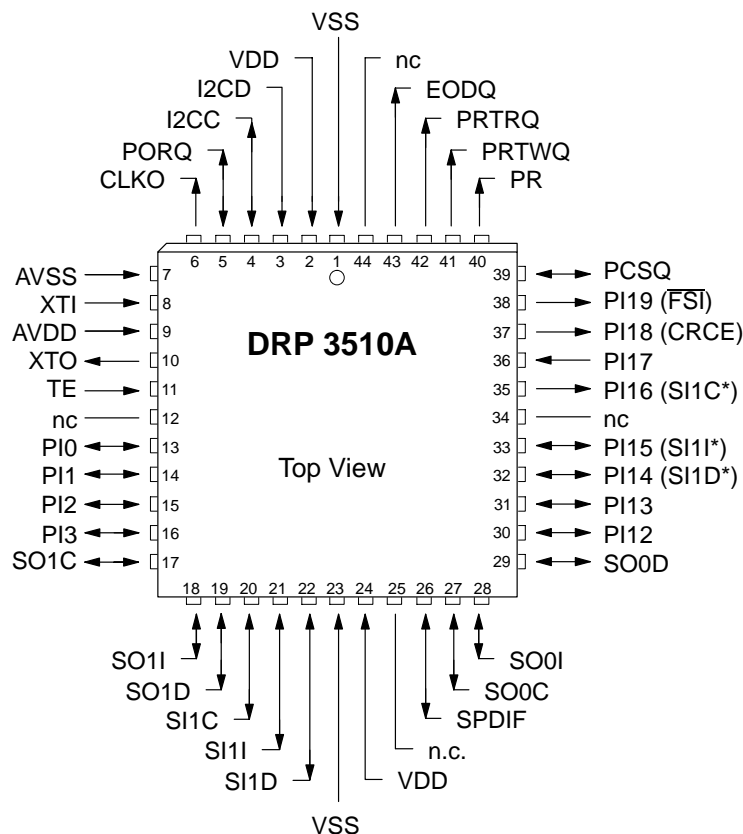 VSS
VDD
nc
I2CD
EODQ
I2CC
PRTRQ
PORQ
PRTWQ
CLKO
PR
6 5 4 3 2 1 44 43 42 41 40
AVSS 7 39 PCSQ
XTI 8 38 PI19 (F̅S̅I̅)
AVDD 9 37 PI18 (CRCE)
DRP 3510A
XTO 10 36 PI17
TE 11 35 PI16 (SI1C*)
nc 12 34 nc
PI0 13 33 PI15 (SI1I*)
Top View
PI1 14 32 PI14 (SI1D*)
PI2 15 31 PI13
PI3 16 30 PI12
SO1C 17 29 SO0D
18 19 20 21 22 23 24 25 26 27 28
SO1I SO0I
SO1D SO0C
SI1C SPDIF
SI1I n.c.
SI1D VDD
VSS